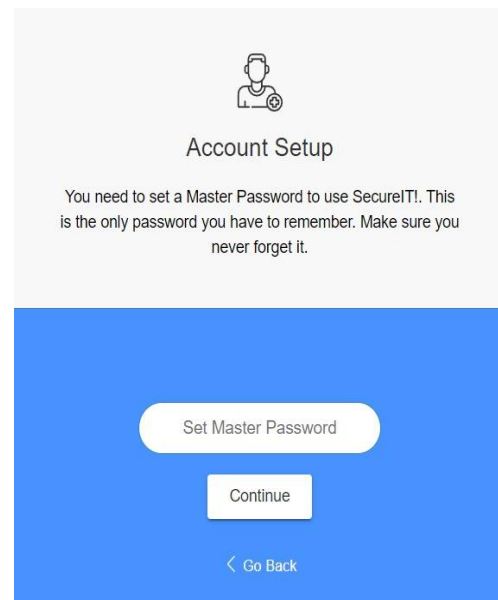 Account Setup
You need to set a Master Password to use SecureIT!. This
is the only password you have to remember. Make sure you
never forget it.
Set Master Password
Continue
Go Back